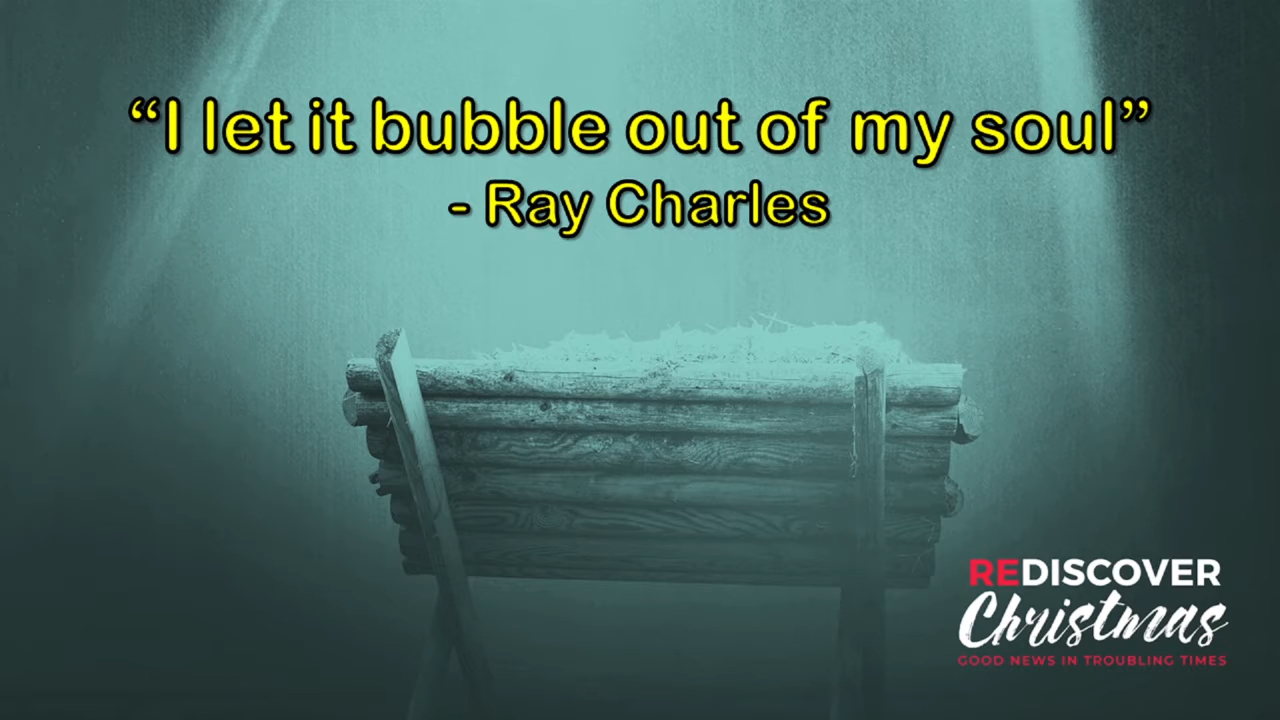 “I let it bubble out of my soul”
- Ray Charles
REDISCOVER
Christmas
GOOD NEWS IN TROUBLING TIMES